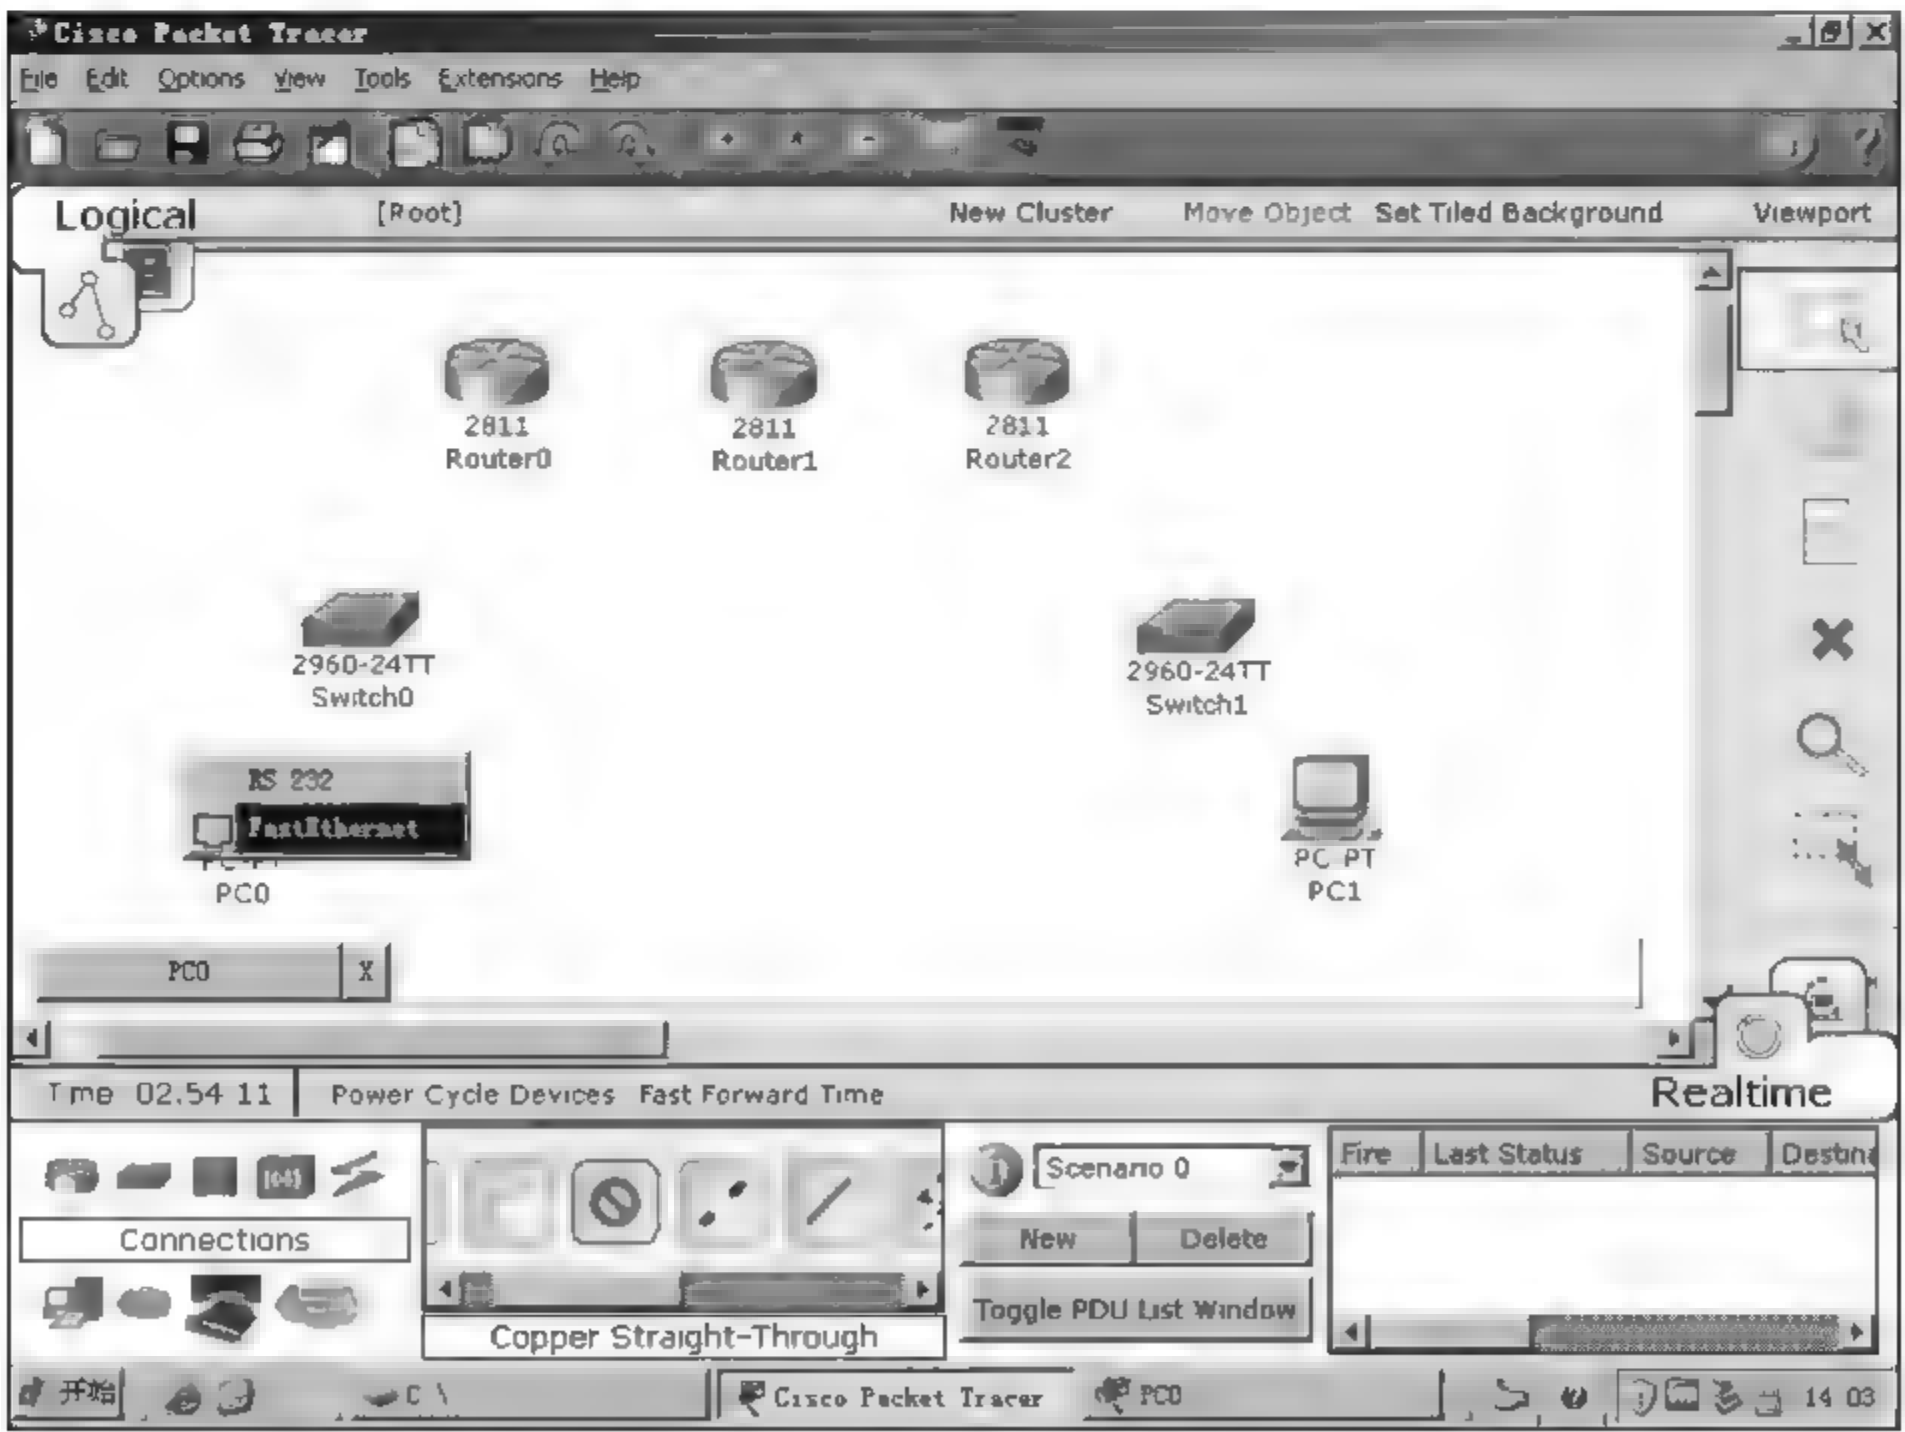 Cisco Packet Tracer
File Edit Options View Tools Extensions Help
Logical [Root] New Cluster Move Object Set Tiled Background Viewport
2811 2811 2811
Router0 Router1 Router2
2960-24TT 2960-24TT
Switch0 Switch1
RS 232
FastEthernet
PC-PT PC-PT
PC0 PC1
PC0 X
Time 02:54:11 Power Cycle Devices Fast Forward Time Realtime
Fire Last Status Source Destina
Scenario 0
Connections New Delete
Toggle PDU List Window
Copper Straight-Through
开始 C:\ Cisco Packet Tracer PC0 14:03